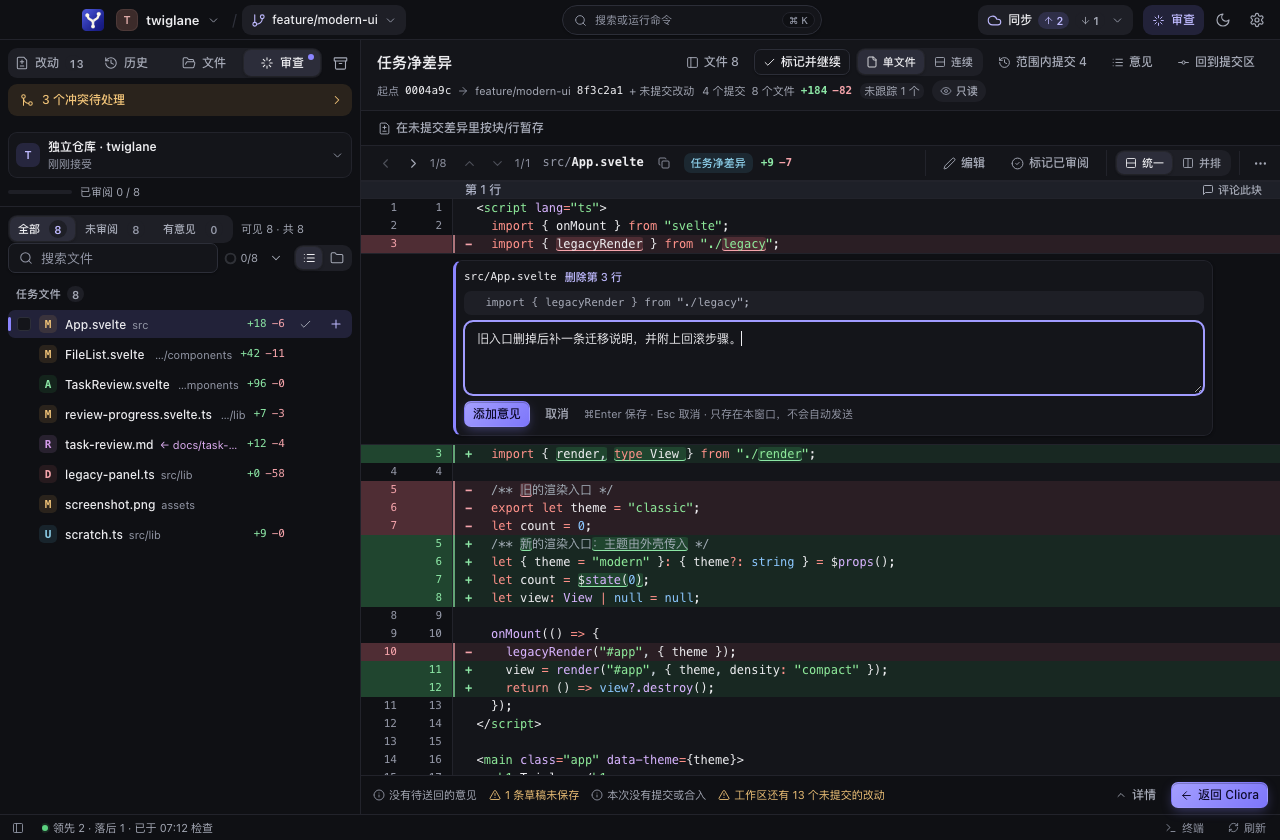 T twiglane / feature/modern-ui 搜索或运行命令 ⌘ K 同步 ↑ 2 ↓ 1 审查
改动 13 历史 文件 审查
3 个冲突待处理
T 独立仓库 · twiglane
刚刚接受
已审阅 0 / 8
全部 8 未审阅 8 有意见 0 可见 8 · 共 8
搜索文件 0/8
任务文件 8
M App.svelte src +18 −6
M FileList.svelte …/components +42 −11
A TaskReview.svelte …mponents +96 −0
M review-progress.svelte.ts …/lib +7 −3
R task-review.md ← docs/task-… +12 −4
D legacy-panel.ts src/lib +0 −58
M screenshot.png assets
U scratch.ts src/lib +9 −0
任务净差异 文件 8 标记并继续 单文件 连续 范围内提交 4 意见 回到提交区
起点 0004a9c → feature/modern-ui 8f3c2a1 + 未提交改动 4 个提交 8 个文件 +184 −82 未跟踪 1 个 只读
在未提交差异里按块/行暂存
1/8 1/1 src/App.svelte 任务净差异 +9 −7 编辑 标记已审阅 统一 并排
第 1 行 评论此块
1 1 <script lang="ts">
2 2 import { onMount } from "svelte";
3 − import { legacyRender } from "./legacy";
src/App.svelte 删除第 3 行
import { legacyRender } from "./legacy";
旧入口删掉后补一条迁移说明，并附上回滚步骤。
添加意见 取消 ⌘Enter 保存 · Esc 取消 · 只存在本窗口，不会自动发送
3 + import { render, type View } from "./render";
4 4
5 − /** 旧的渲染入口 */
6 − export let theme = "classic";
7 − let count = 0;
5 + /** 新的渲染入口：主题由外壳传入 */
6 + let { theme = "modern" }: { theme?: string } = $props();
7 + let count = $state(0);
8 + let view: View | null = null;
8 9
9 10 onMount(() => {
10 − legacyRender("#app", { theme });
11 + view = render("#app", { theme, density: "compact" });
12 + return () => view?.destroy();
11 13 });
12 14 </script>
13 15
14 16 <main class="app" data-theme={theme}>
没有待送回的意见 1 条草稿未保存 本次没有提交或合入 工作区还有 13 个未提交的改动 详情 ← 返回 Cliora
领先 2 · 落后 1 · 已于 07:12 检查 终端 刷新